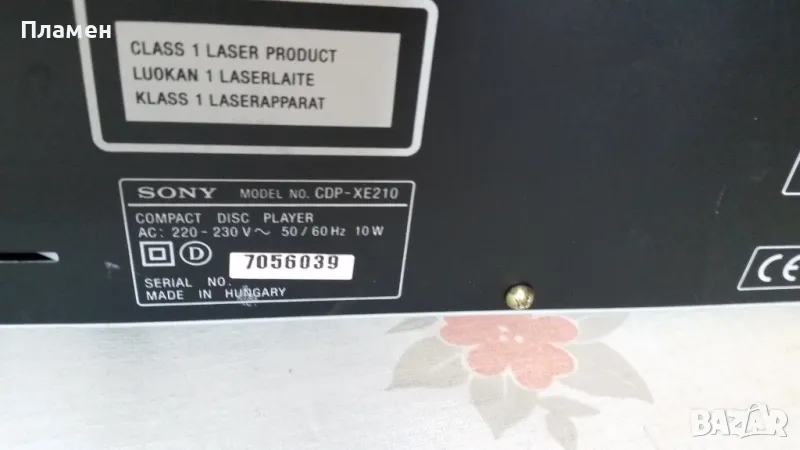 Пламен
CLASS 1 LASER PRODUCT
LUOKAN 1 LASERLAITE
KLASS 1 LASERAPPARAT
SONY MODEL NO. CDP-XE210
COMPACT DISC PLAYER
AC: 220-230 V~ 50/60 Hz 10 W
D
7056039
SERIAL NO.
MADE IN HUNGARY
CE
BAZAR